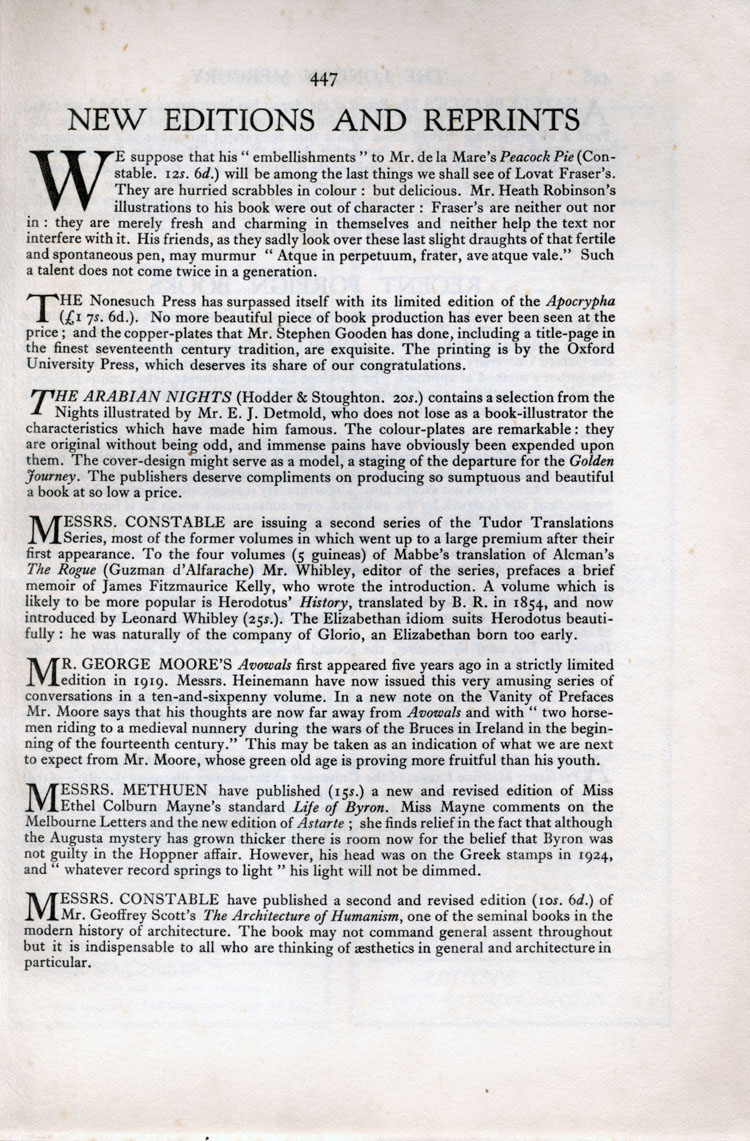 447
NEW EDITIONS AND REPRINTS
WE suppose that his “ embellishments ” to Mr. de la Mare's Peacock Pie (Con-
stable. 12s. 6d.) will be among the last things we shall see of Lovat Fraser's.
They are hurried scrabbles in colour : but delicious. Mr. Heath Robinson's
illustrations to his book were out of character : Fraser's are neither out nor
in : they are merely fresh and charming in themselves and neither help the text nor
interfere with it. His friends, as they sadly look over these last slight draughts of that fertile
and spontaneous pen, may murmur “ Atque in perpetuum, frater, ave atque vale.” Such
a talent does not come twice in a generation.
THE Nonesuch Press has surpassed itself with its limited edition of the Apocrypha
(£1 7s. 6d.). No more beautiful piece of book production has ever been seen at the
price ; and the copper-plates that Mr. Stephen Gooden has done, including a title-page in
the finest seventeenth century tradition, are exquisite. The printing is by the Oxford
University Press, which deserves its share of our congratulations.
THE ARABIAN NIGHTS (Hodder & Stoughton. 20s.) contains a selection from the
Nights illustrated by Mr. E. J. Detmold, who does not lose as a book-illustrator the
characteristics which have made him famous. The colour-plates are remarkable : they
are original without being odd, and immense pains have obviously been expended upon
them. The cover-design might serve as a model, a staging of the departure for the Golden
Journey. The publishers deserve compliments on producing so sumptuous and beautiful
a book at so low a price.
MESSRS. CONSTABLE are issuing a second series of the Tudor Translations
Series, most of the former volumes in which went up to a large premium after their
first appearance. To the four volumes (5 guineas) of Mabbe's translation of Alcman's
The Rogue (Guzman d'Alfarache) Mr. Whibley, editor of the series, prefaces a brief
memoir of James Fitzmaurice Kelly, who wrote the introduction. A volume which is
likely to be more popular is Herodotus' History, translated by B. R. in 1854, and now
introduced by Leonard Whibley (25s.). The Elizabethan idiom suits Herodotus beauti-
fully : he was naturally of the company of Glorio, an Elizabethan born too early.
MR. GEORGE MOORE'S Avowals first appeared five years ago in a strictly limited
edition in 1919. Messrs. Heinemann have now issued this very amusing series of
conversations in a ten-and-sixpenny volume. In a new note on the Vanity of Prefaces
Mr. Moore says that his thoughts are now far away from Avowals and with “ two horse-
men riding to a medieval nunnery during the wars of the Bruces in Ireland in the begin-
ning of the fourteenth century.” This may be taken as an indication of what we are next
to expect from Mr. Moore, whose green old age is proving more fruitful than his youth.
MESSRS. METHUEN have published (15s.) a new and revised edition of Miss
Ethel Colburn Mayne's standard Life of Byron. Miss Mayne comments on the
Melbourne Letters and the new edition of Astarte ; she finds relief in the fact that although
the Augusta mystery has grown thicker there is room now for the belief that Byron was
not guilty in the Hoppner affair. However, his head was on the Greek stamps in 1924,
and “ whatever record springs to light ” his light will not be dimmed.
MESSRS. CONSTABLE have published a second and revised edition (10s. 6d.) of
Mr. Geoffrey Scott's The Architecture of Humanism, one of the seminal books in the
modern history of architecture. The book may not command general assent throughout
but it is indispensable to all who are thinking of æsthetics in general and architecture in
particular.